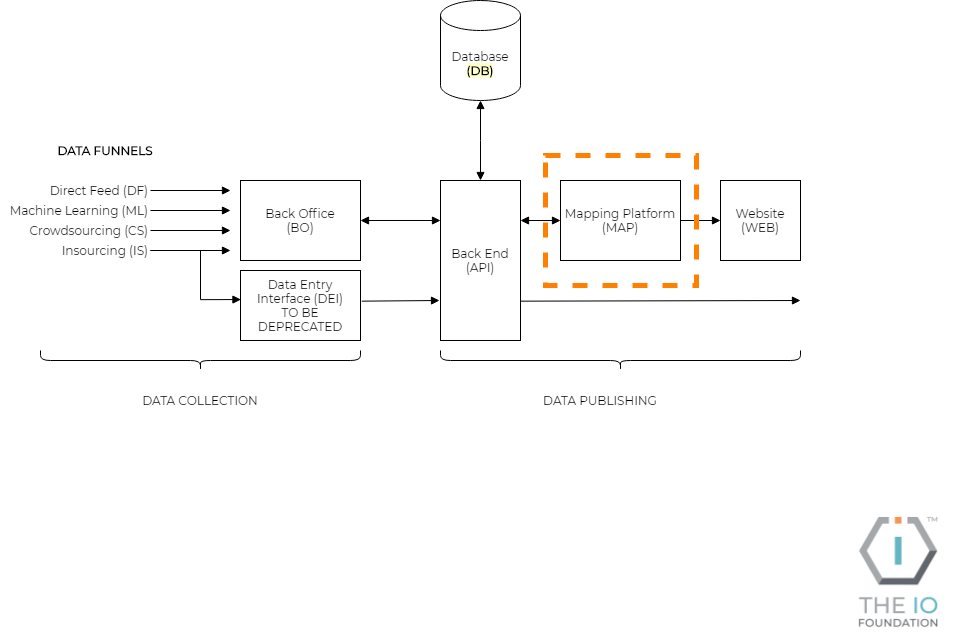 Database
(DB)
DATA FUNNELS
Direct Feed (DF)
Machine Learning (ML)
Crowdsourcing (CS)
Insourcing (IS)
Back Office
(BO)
Data Entry
Interface (DEI)
TO BE
DEPRECATED
Back End
(API)
Mapping Platform
(MAP)
Website
(WEB)
DATA COLLECTION
DATA PUBLISHING
TM
THE IO
FOUNDATION